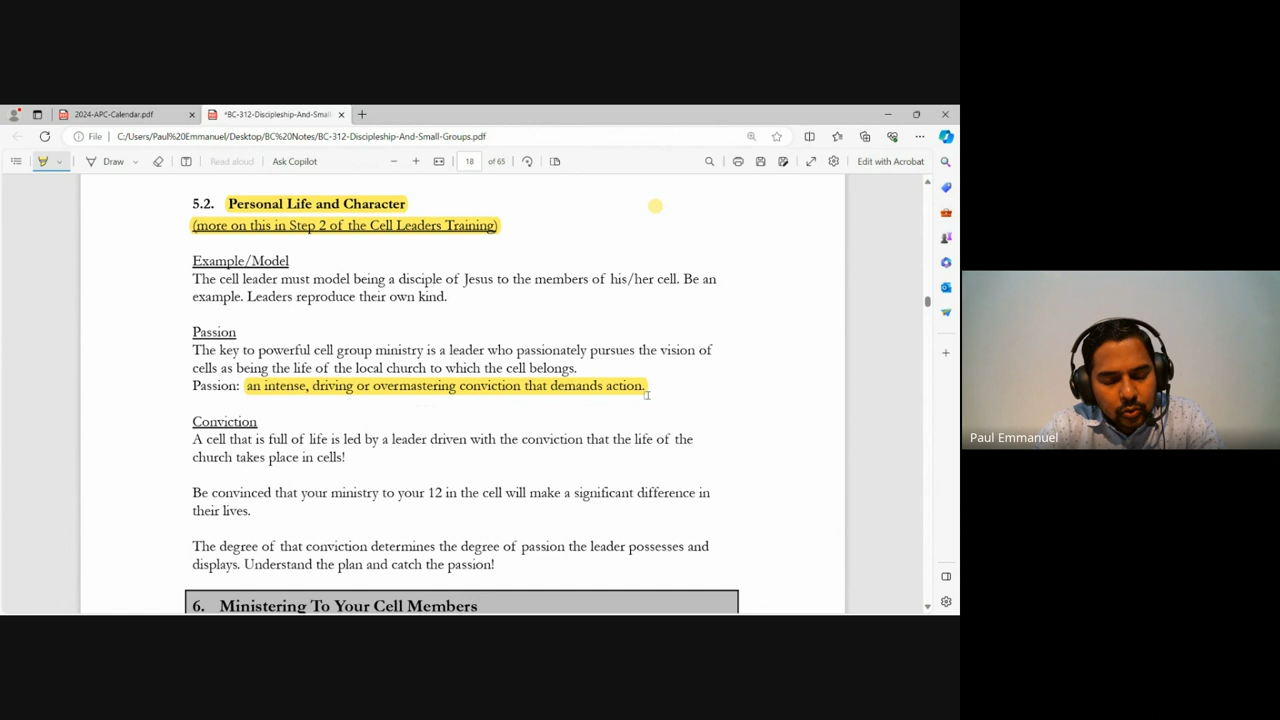 2024-APC-Calendar.pdf
*BC-312-Discipleship-And-Small-
File
C:/Users/Paul%20Emmanuel/Desktop/BC%20Notes/BC-312-Discipleship-And-Small-Groups.pdf
Draw
Read aloud
Ask Copilot
18 of 65
Edit with Acrobat
5.2. Personal Life and Character
(more on this in Step 2 of the Cell Leaders Training)
Example/Model
The cell leader must model being a disciple of Jesus to the members of his/her cell. Be an
example. Leaders reproduce their own kind.
Passion
The key to powerful cell group ministry is a leader who passionately pursues the vision of
cells as being the life of the local church to which the cell belongs.
Passion: an intense, driving or overmastering conviction that demands action.
Conviction
A cell that is full of life is led by a leader driven with the conviction that the life of the
church takes place in cells!
Be convinced that your ministry to your 12 in the cell will make a significant difference in
their lives.
The degree of that conviction determines the degree of passion the leader possesses and
displays. Understand the plan and catch the passion!
6. Ministering To Your Cell Members
Paul Emmanuel